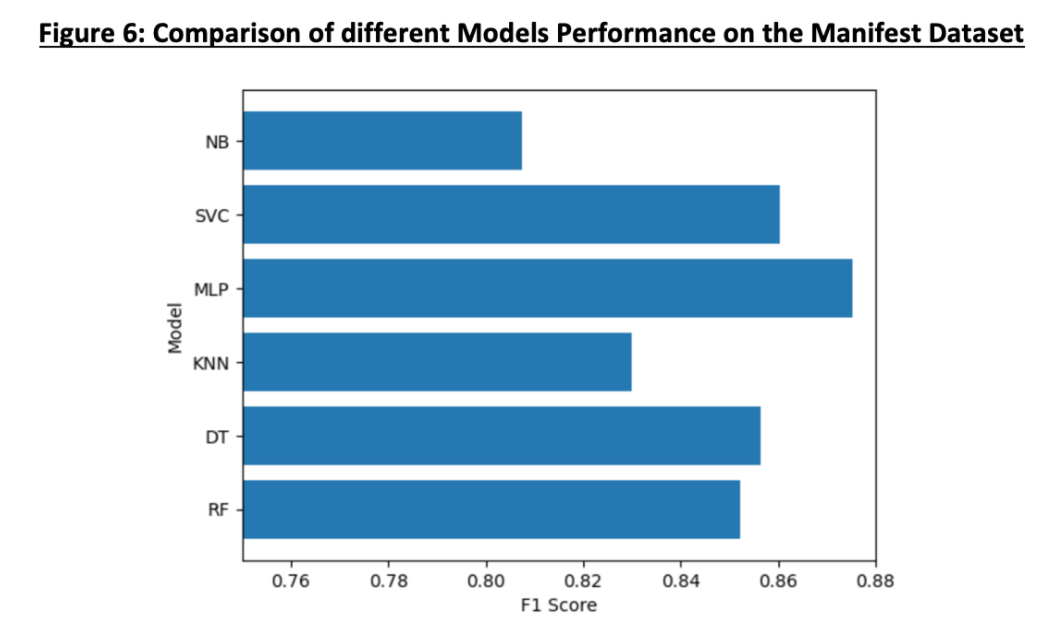 Figure 6: Comparison of different Models Performance on the Manifest Dataset
NB
SVC
MLP
KNN
DT
RF
Model
0.76 0.78 0.80 0.82 0.84 0.86 0.88
F1 Score